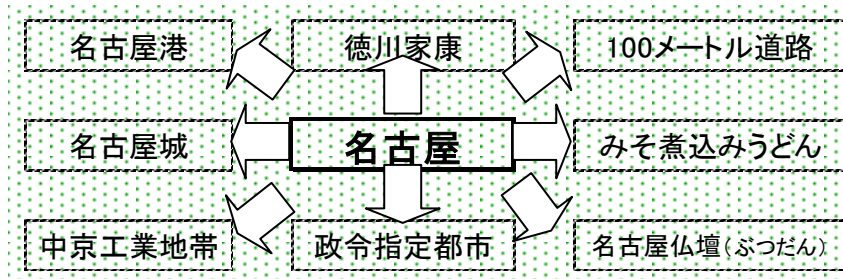 名古屋港
徳川家康
100メートル道路
名古屋城
名古屋
みそ煮込みうどん
中京工業地帯
政令指定都市
名古屋仏壇（ぶつだん）